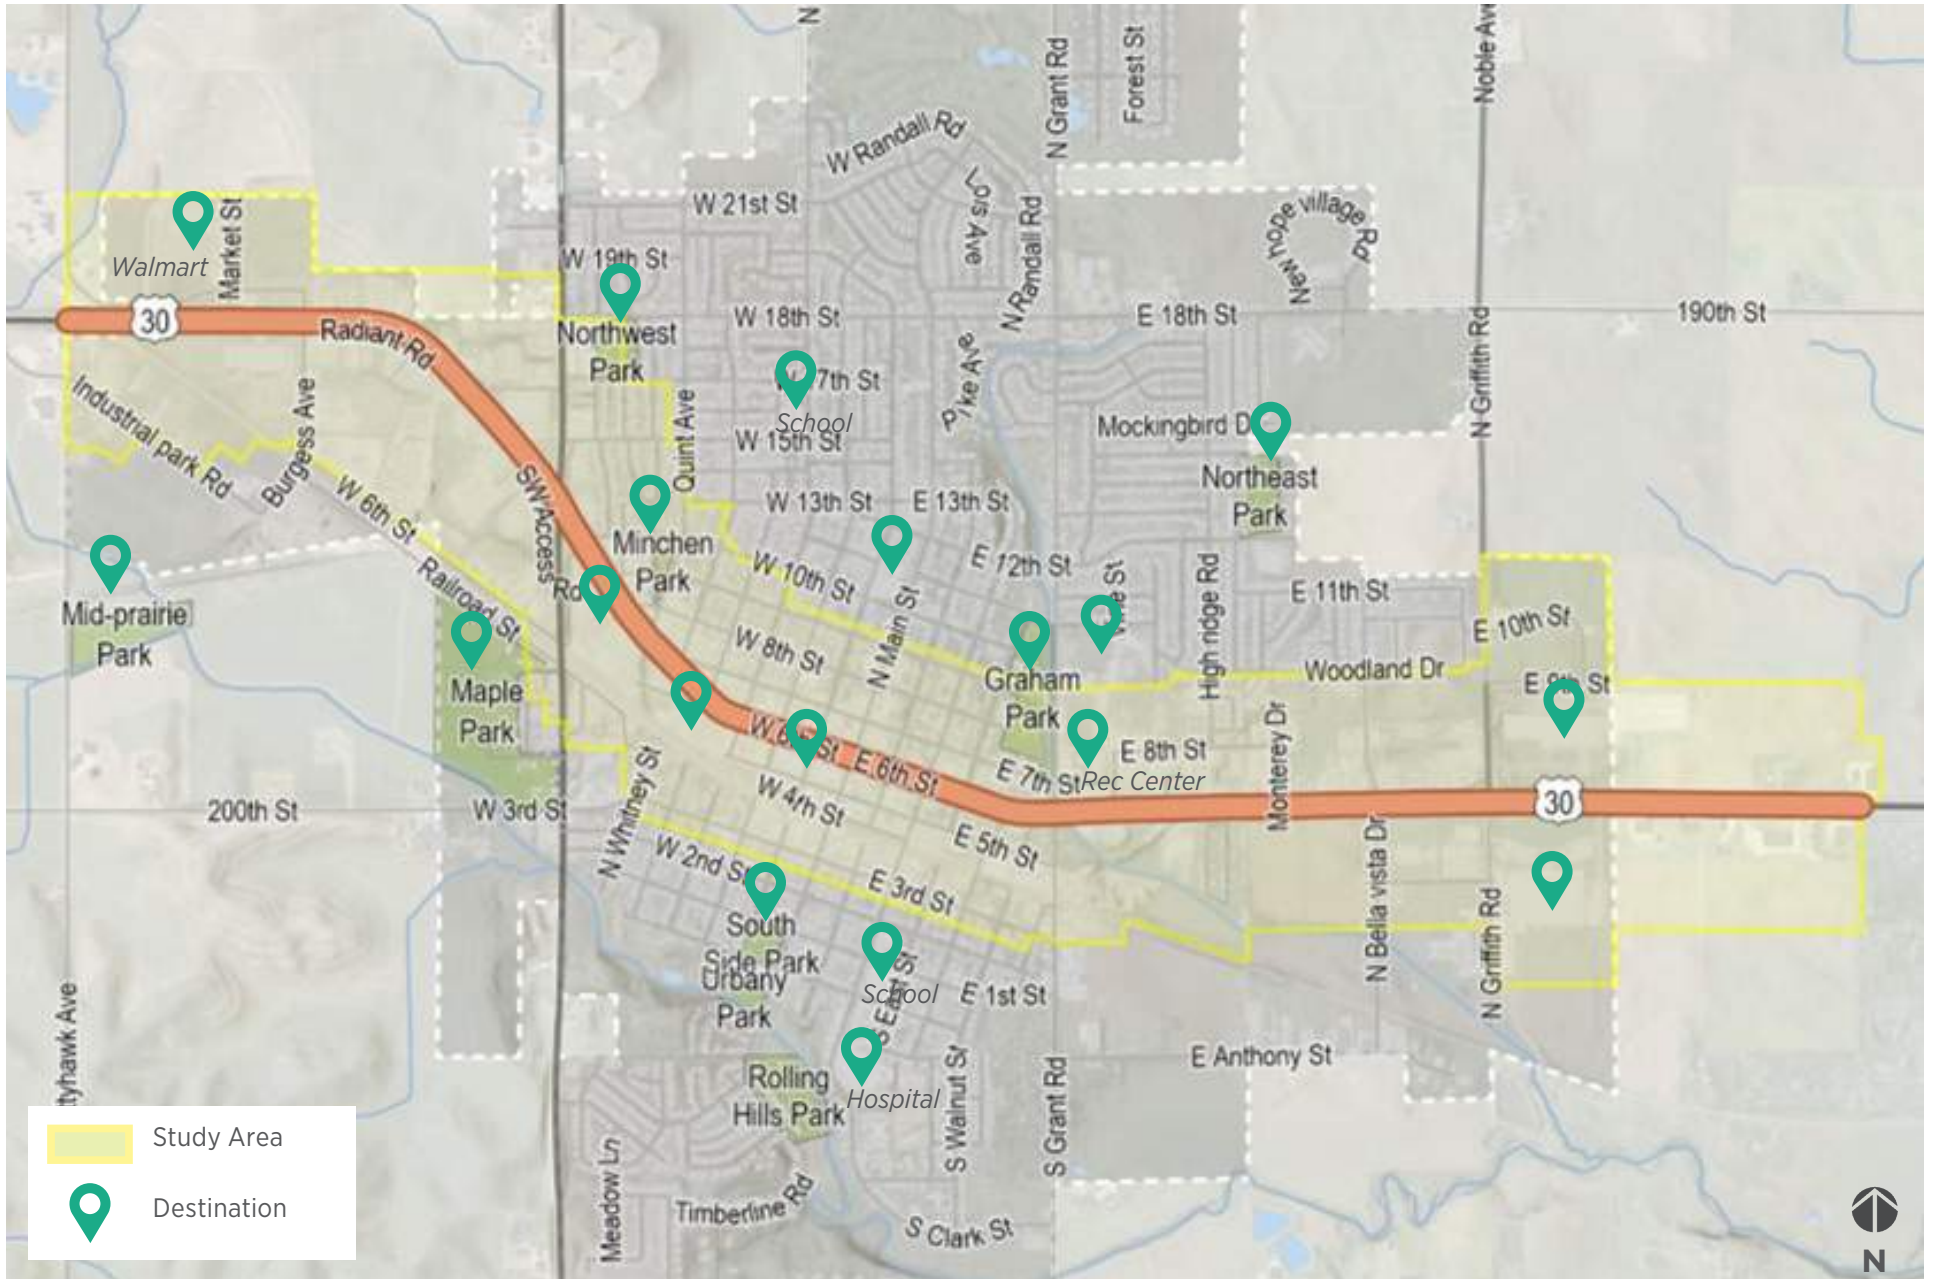 N
N Grant Rd
Forest St
Noble Ave
W Randall Rd
Lois Ave
W 21st St
N Randall Rd
New hope village Rd
Market St
Walmart
W 19th St
30
Radiant Rd
Northwest
Park
W 18th St
E 18th St
190th St
Pike Ave
N Griffith Rd
School
W 15th St
Quint Ave
Mockingbird
Northeast
Park
Industrial park Rd
Burgess Ave
W 6th St
SW Access
Rd
W 13th St
E 13th St
Minchen
Park
W 10th St
E 12th St
High ridge Rd
E 11th St
Mid-prairie
Park
Railroad St
Maple
Park
W 8th St
N Main St
Graham
Park
Woodland Dr
E 10th St
E 9th St
E 6th St
E 7th St
Rec Center
E 8th St
Monterey Dr
30
200th St
W 3rd St
N Whitney St
W 4rh St
E 5th St
W 2nd St
E 3rd St
N Bella vista Dr
N Griffith Rd
South
Side Park
Urbany
Park
School
S East St
E 1st St
Hospital
Rolling
Hills Park
S Walnut St
S Grant Rd
E Anthony St
Meadow Ln
Timberline Rd
S Clark St
Study Area
Destination
N